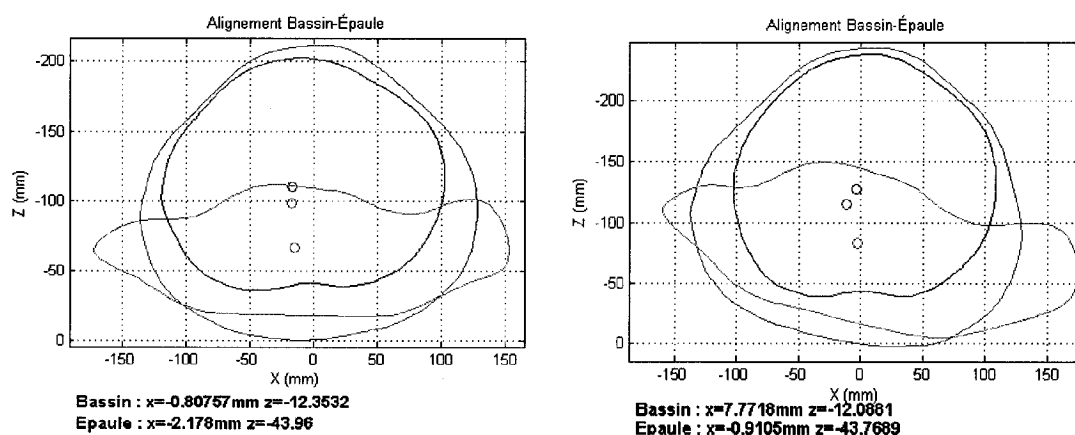 Alignement Bassin-Épaule
-200
-150
-100
-50
0
Z (mm)
-150 -100 -50 0 50 100 150
X (mm)
Bassin : x=-0.80757mm z=-12.3532
Epaule : x=-2.178mm z=-43.96
Alignement Bassin-Épaule
-200
-150
-100
-50
0
Z (mm)
-150 -100 -50 0 50 100 150
X (mm)
Bassin : x=7.7718mm z=-12.0881
Epaule : x=-0.9105mm z=-43.7689